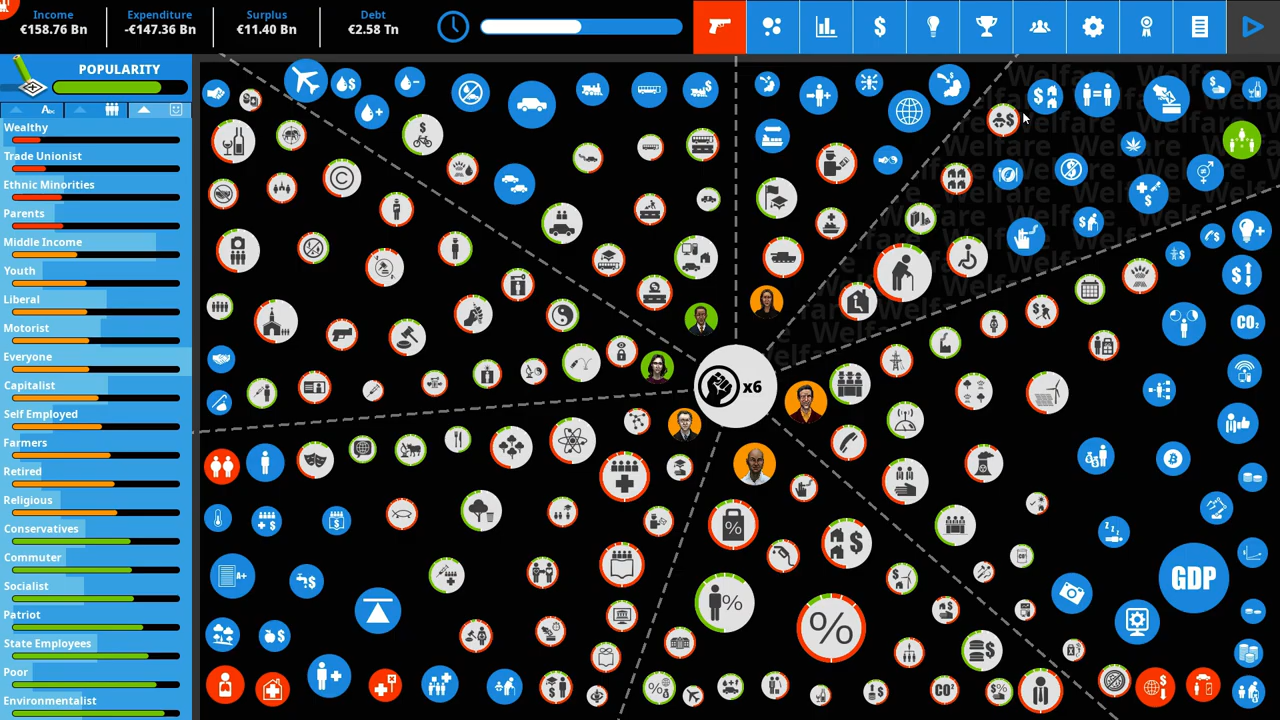 Income
€158.76 Bn
Expenditure
-€147.36 Bn
Surplus
€11.40 Bn
Debt
€2.58 Tn
POPULARITY
Wealthy
Trade Unionist
Ethnic Minorities
Parents
Middle Income
Youth
Liberal
Motorist
Everyone
Capitalist
Self Employed
Farmers
Retired
Religious
Conservatives
Commuter
Socialist
Patriot
State Employees
Poor
Environmentalist
Welfare Welfare
x6
CO²
GDP
A+
%
%
%
CO²